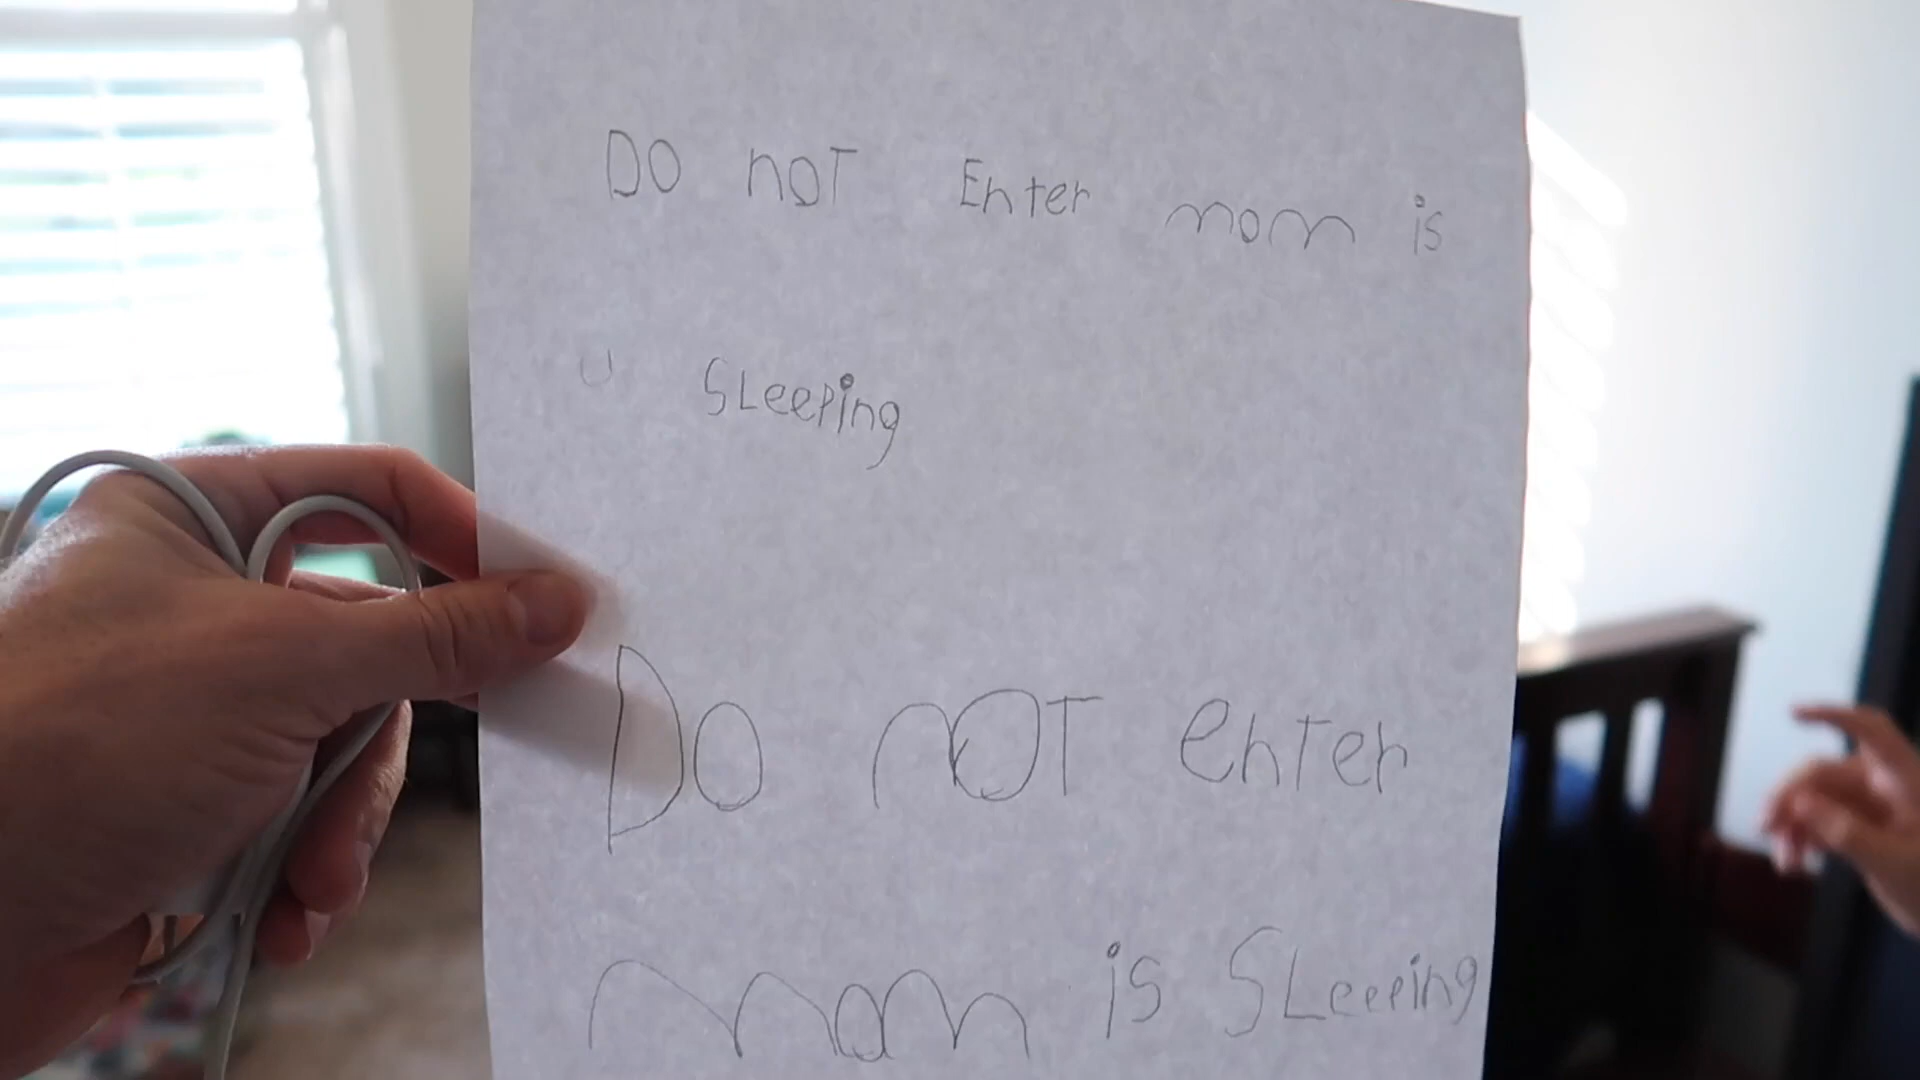 DO noT Enter mom is
SLeePing
Do nOT enter
mom is SLeeping